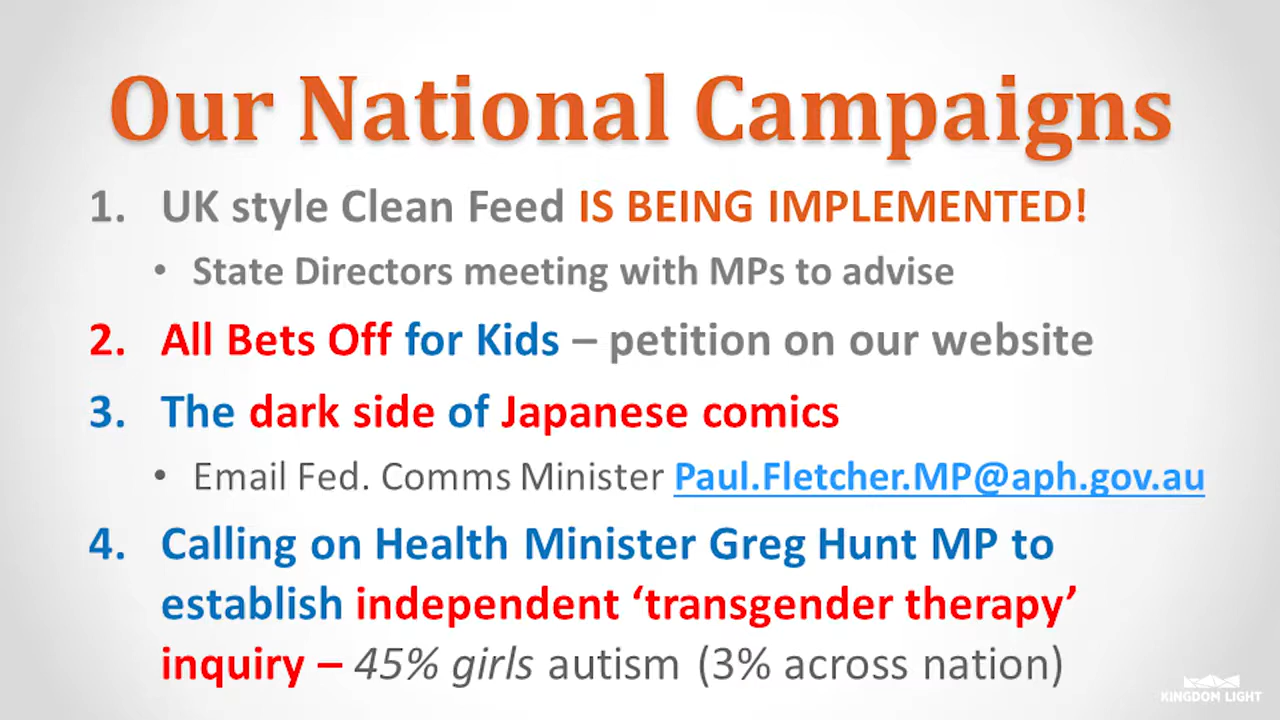 Our National Campaigns
1. UK style Clean Feed IS BEING IMPLEMENTED!
• State Directors meeting with MPs to advise
2. All Bets Off for Kids – petition on our website
3. The dark side of Japanese comics
• Email Fed. Comms Minister Paul.Fletcher.MP@aph.gov.au
4. Calling on Health Minister Greg Hunt MP to
establish independent ‘transgender therapy’
inquiry – 45% girls autism (3% across nation)
KINGDOM LIGHT